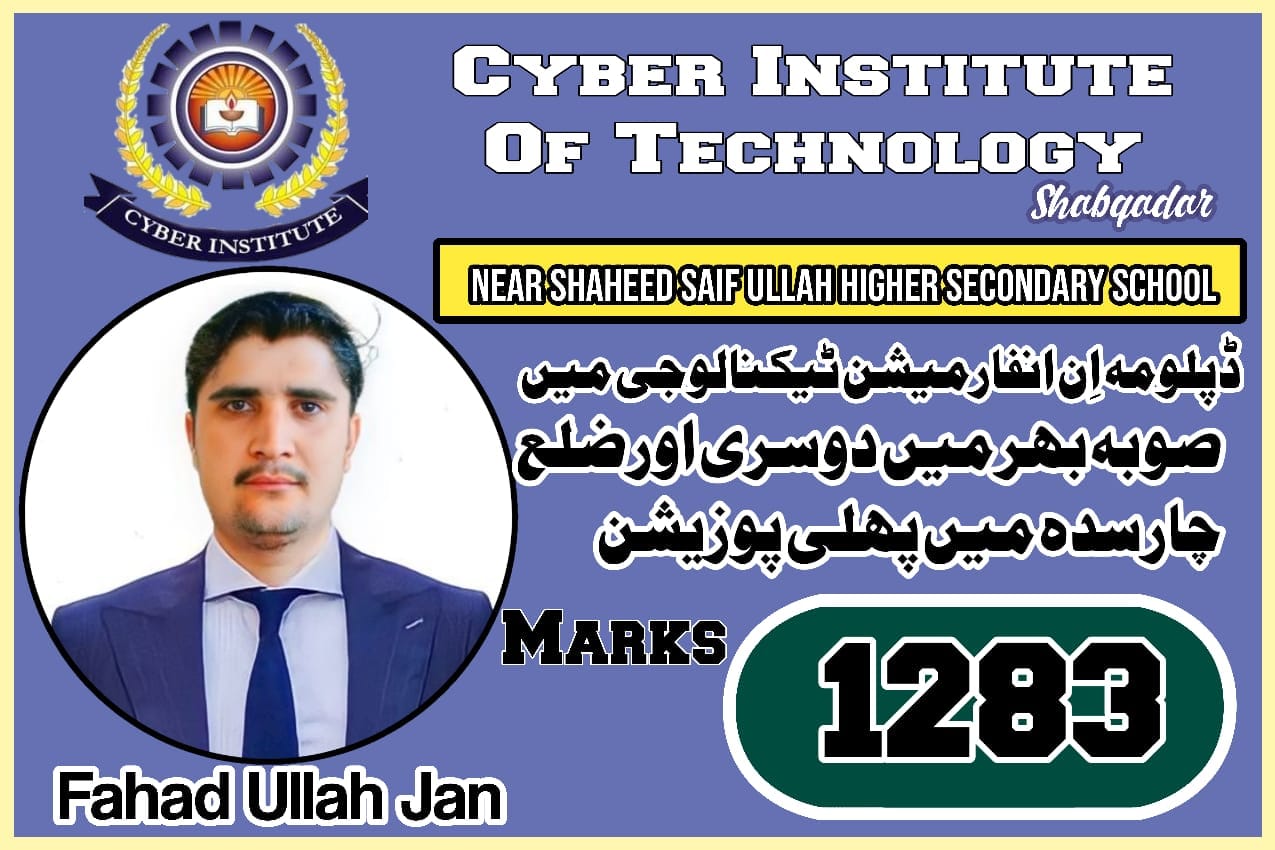 CYBER INSTITUTE
CYBER INSTITUTE
OF TECHNOLOGY
Shabqadar
NEAR SHAHEED SAIF ULLAH HIGHER SECONDARY SCHOOL
ڈپلومہ اِن انفارمیشن ٹیکنالوجی میں
صوبہ بھر میں دوسری اور ضلع
چارسدہ میں پھلی پوزیشن
MARKS
1283
Fahad Ullah Jan